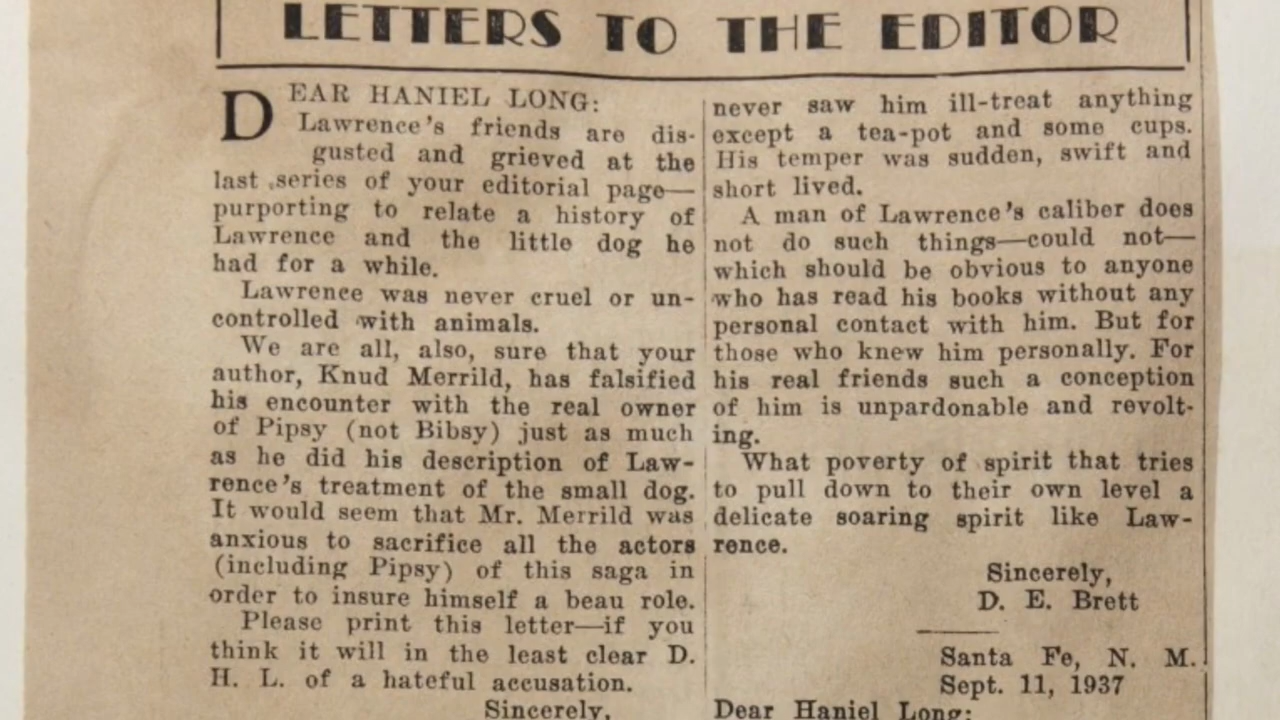 LETTERS TO THE EDITOR
DEAR HANIEL LONG:
Lawrence's friends are dis-
gusted and grieved at the
last series of your editorial page—
purporting to relate a history of
Lawrence and the little dog he
had for a while.
Lawrence was never cruel or un-
controlled with animals.
We are all, also, sure that your
author, Knud Merrild, has falsified
his encounter with the real owner
of Pipsy (not Bibsy) just as much
as he did his description of Law-
rence's treatment of the small dog.
It would seem that Mr. Merrild was
anxious to sacrifice all the actors
(including Pipsy) of this saga in
order to insure himself a beau role.
Please print this letter—if you
think it will in the least clear D.
H. L. of a hateful accusation.
Sincerely,
never saw him ill-treat anything
except a tea-pot and some cups.
His temper was sudden, swift and
short lived.
A man of Lawrence's caliber does
not do such things—could not—
which should be obvious to anyone
who has read his books without any
personal contact with him. But for
those who knew him personally. For
his real friends such a conception
of him is unpardonable and revolt-
ing.
What poverty of spirit that tries
to pull down to their own level a
delicate soaring spirit like Law-
rence.
Sincerely,
D. E. Brett
Santa Fe, N. M.
Sept. 11, 1937
Dear Haniel Long: